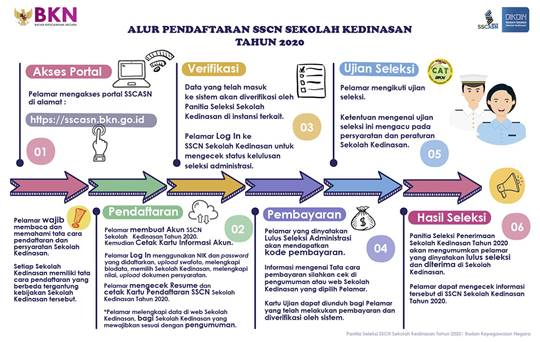 BKN
BADAN KEPEGAWAIAN NEGARA
SSCASN
DIKDIN
ALUR PENDAFTARAN SSCN SEKOLAH KEDINASAN
TAHUN 2020
Akses Portal
Pelamar mengakses portal SSCASN
di alamat :
https://sscasn.bkn.go.id
01
Pelamar wajib
membaca dan
memahami tata cara
pendaftaran dan
persyaratan Sekolah
Kedinasan.
Setiap Sekolah
Kedinasan memiliki tata
cara pendaftaran yang
berbeda tergantung
kebijakan Sekolah
Kedinasan tersebut.
Pendaftaran
02
Pelamar membuat Akun SSCN
Sekolah Kedinasan Tahun 2020.
Kemudian Cetak Kartu Informasi Akun.
Pelamar Log In menggunakan NIK dan password
yang didaftar, upload swafoto, melengkapi
biodata, memilih Sekolah Kedinasan, melengkapi
nilai, upload dokumen persyaratan.
Pelamar mengecek Resume dan
cetak Kartu Pendaftaran SSCN Sekolah
Kedinasan Tahun 2020.
*Pelamar melengkapi data di web Sekolah
Kedinasan, bagi Sekolah Kedinasan yang
mewajibkan sesuai dengan pengumuman.
Verifikasi
Data yang telah masuk
ke sistem akan diverifikasi oleh
Panitia Seleksi Sekolah
Kedinasan di instansi terkait.
03
Pelamar Log In ke
SSCN Sekolah Kedinasan untuk
mengecek status kelulusan
seleksi administrasi.
Pembayaran
Pelamar yang dinyatakan
Lulus Seleksi Administrasi
akan mendapatkan
kode pembayaran.
04
Informasi mengenai Tata cara
pembayaran silahkan cek di
pengumuman atau web Sekolah
Kedinasan yang dipilih Pelamar.
Kartu Ujian dapat diunduh bagi Pelamar
yang telah melakukan pembayaran dan
diverifikasi oleh sistem.
Ujian Seleksi
CAT
BKN
Pelamar mengikuti ujian
seleksi.
Ketentuan mengenai ujian
seleksi ini mengacu pada
persyaratan dan peraturan
Sekolah Kedinasan.
05
Hasil Seleksi
06
Panitia Seleksi Penerimaan
Sekolah Kedinasan Tahun 2020
akan mengumumkan pelamar
yang dinyatakan lulus seleksi
dan diterima di Sekolah
Kedinasan.
Pelamar dapat mengecek informasi
tersebut di SSCN Sekolah Kedinasan
Tahun 2020.
Panitia Seleksi SSCN Sekolah Kedinasan Tahun 2020 | Badan Kepegawaian Negara